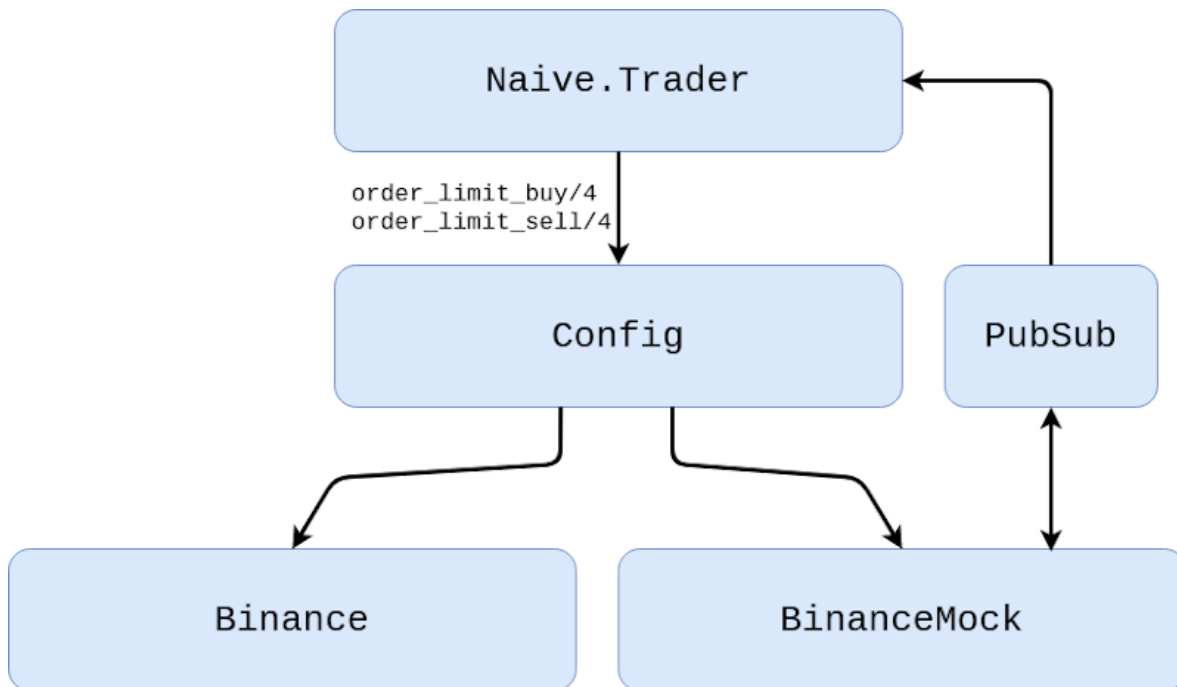 Naive.Trader
order_limit_buy/4
order_limit_sell/4
Config
PubSub
Binance
BinanceMock